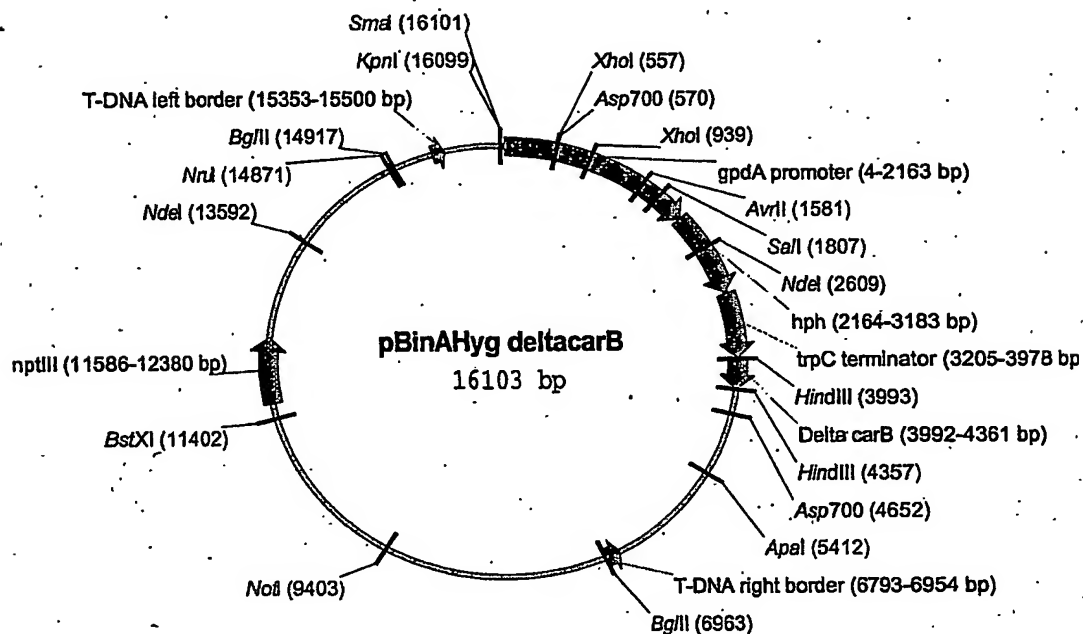 SmaI (16101)
KpnI (16099)
T-DNA left border (15353-15500 bp)
BglII (14917)
NruI (14871)
NdeI (13592)
nptIII (11586-12380 bp)
BstXI (11402)
NotI (9403)
XhoI (557)
Asp700 (570)
XhoI (939)
gpdA promoter (4-2163 bp)
AvrII (1581)
SalI (1807)
NdeI (2609)
hph (2164-3183 bp)
trpC terminator (3205-3978 bp)
HindIII (3993)
Delta carB (3992-4361 bp)
HindIII (4357)
Asp700 (4652)
ApaI (5412)
T-DNA right border (6793-6954 bp)
BglII (6963)
pBinAHyg deltacarB
16103 bp